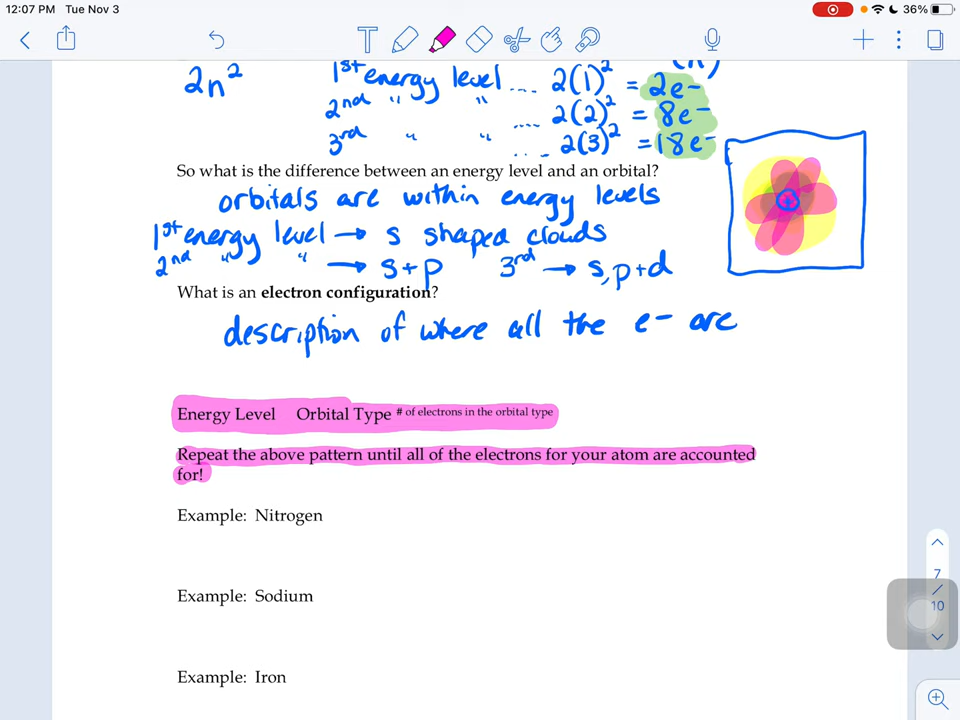 12:07 PM Tue Nov 3
36%
T
2n² 1st energy level .... 2(1)² = 2e-
2nd " " .... 2(2)² = 8e-
3rd " " .... 2(3)² = 18e-
So what is the difference between an energy level and an orbital?
orbitals are within energy levels
1st energy level → s shaped clouds
2nd " " → s + p 3rd → s, p + d
What is an electron configuration?
description of where all the e- are
Energy Level Orbital Type # of electrons in the orbital type
Repeat the above pattern until all of the electrons for your atom are accounted
for!
Example: Nitrogen
Example: Sodium
Example: Iron
7
/
10